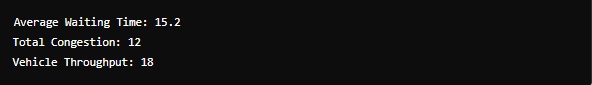 Average Waiting Time: 15.2
Total Congestion: 12
Vehicle Throughput: 18